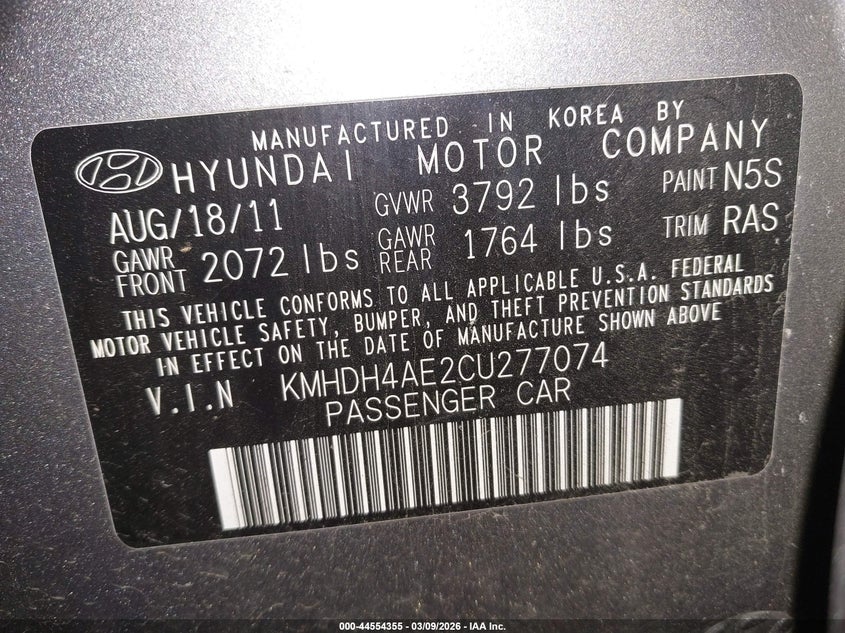 MANUFACTURED IN KOREA BY
HYUNDAI MOTOR COMPANY
AUG/18/11 GVWR 3792 lbs PAINT N5S
GAWR FRONT 2072 lbs GAWR REAR 1764 lbs TRIM RAS
THIS VEHICLE CONFORMS TO ALL APPLICABLE U.S.A. FEDERAL
MOTOR VEHICLE SAFETY, BUMPER, AND THEFT PREVENTION STANDARDS
IN EFFECT ON THE DATE OF MANUFACTURE SHOWN ABOVE
V.I.N KMHDH4AE2CU277074
PASSENGER CAR
000-44554355 - 03/09/2026 - IAA Inc.